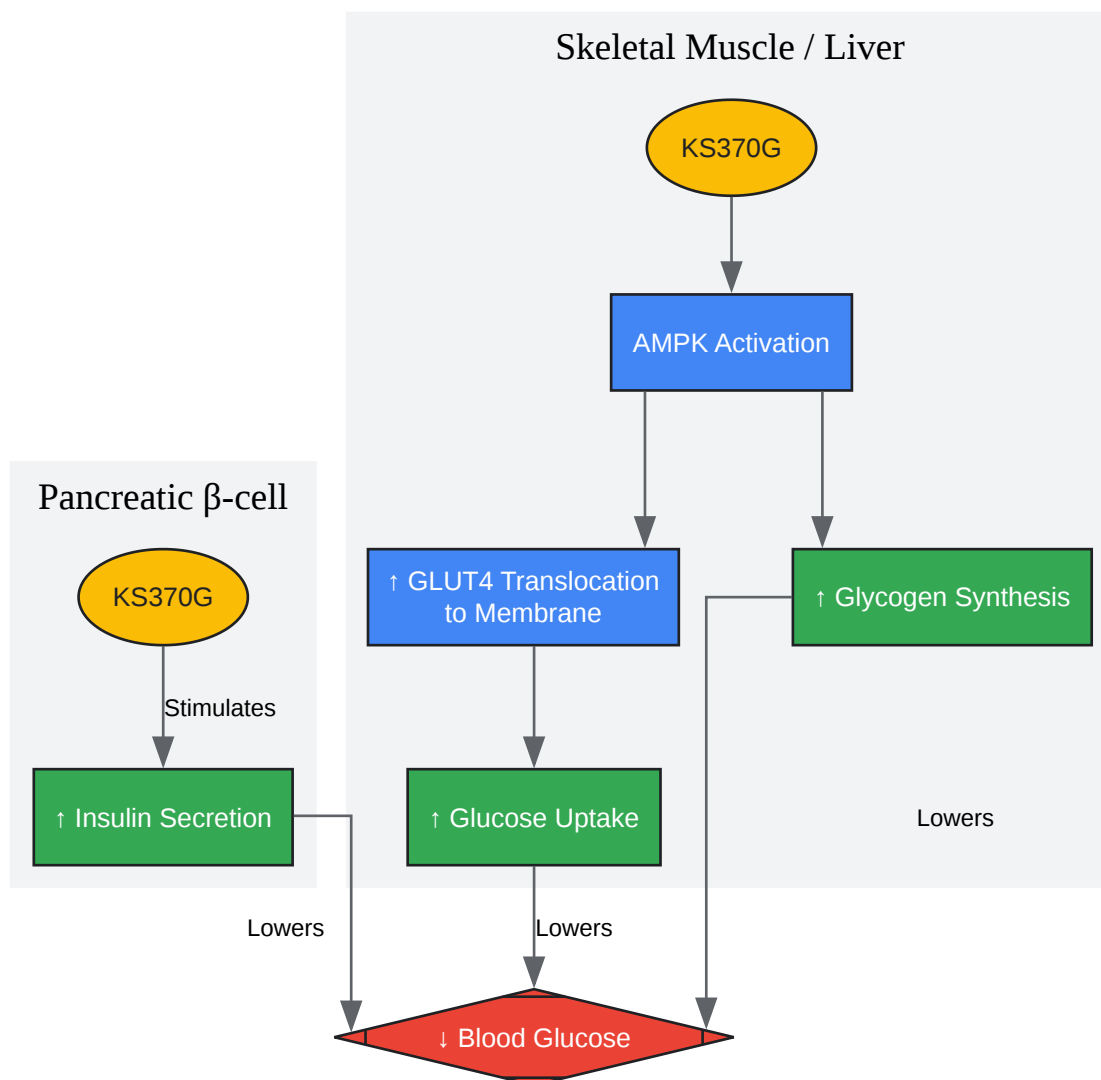 Skeletal Muscle / Liver
KS370G
AMPK Activation
Pancreatic β-cell
KS370G
↑ GLUT4 Translocation
to Membrane
↑ Glycogen Synthesis
Stimulates
↑ Insulin Secretion
↑ Glucose Uptake
Lowers
Lowers
Lowers
↓ Blood Glucose